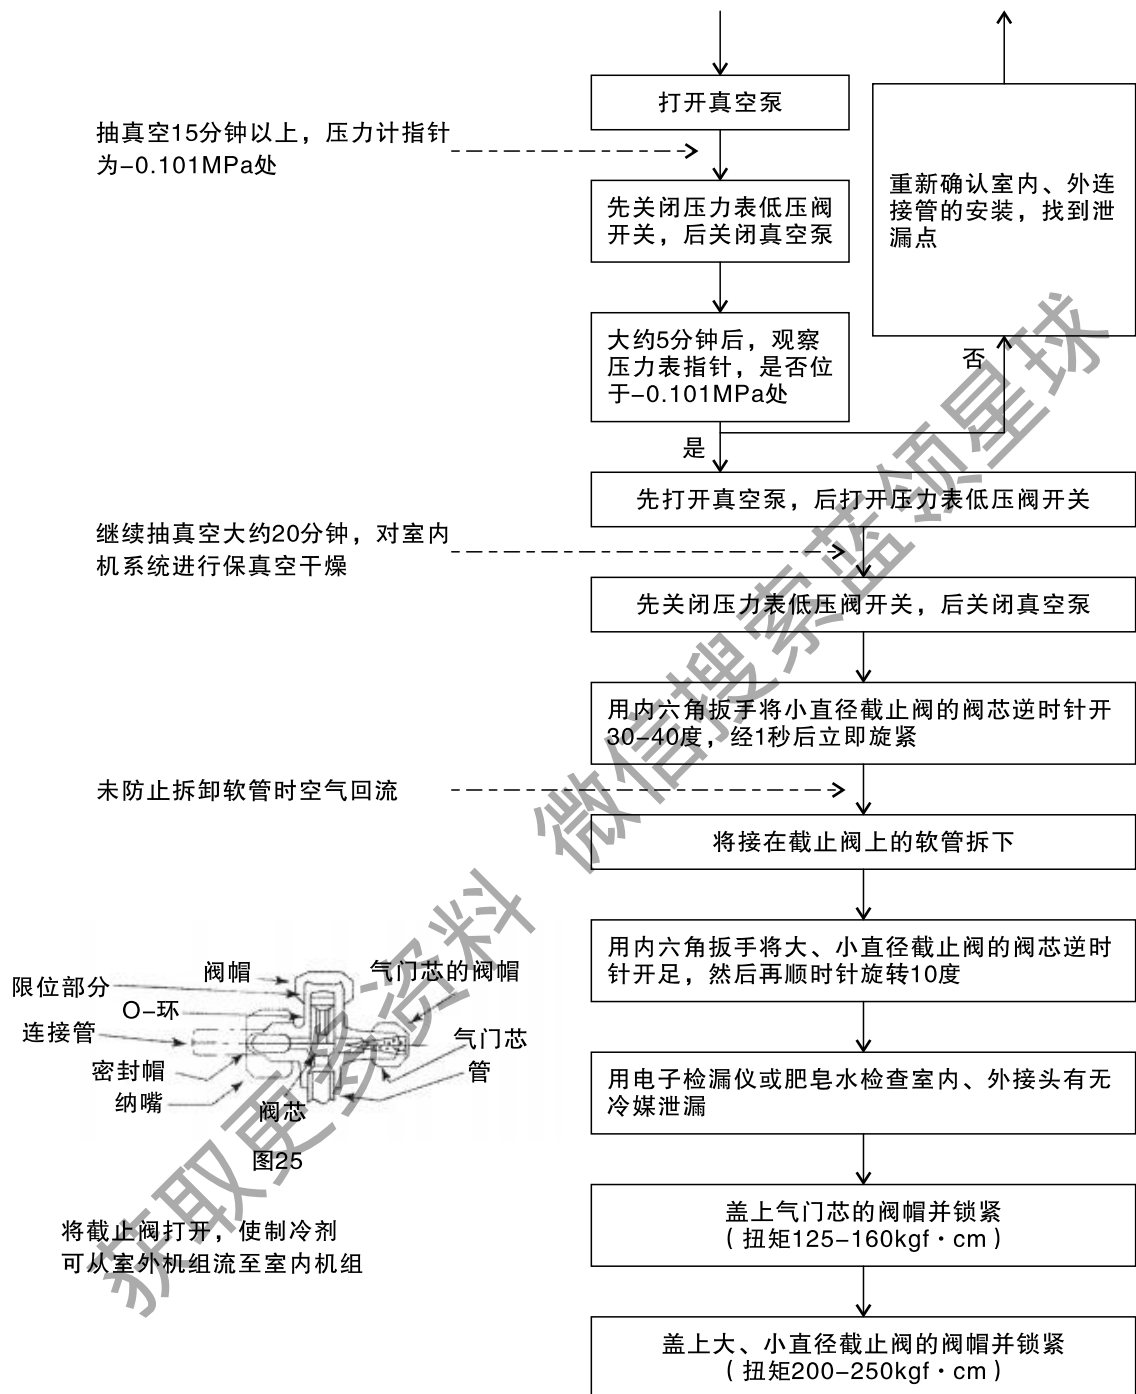 打开真空泵
抽真空15分钟以上，压力计指针
为-0.101MPa处
先关闭压力表低压阀
开关，后关闭真空泵
重新确认室内、外连
接管的安装，找到泄
漏点
大约5分钟后，观察
压力表指针，是否位
于-0.101MPa处
否
是
先打开真空泵，后打开压力表低压阀开关
继续抽真空大约20分钟，对室内
机系统进行保真空干燥
先关闭压力表低压阀开关，后关闭真空泵
用内六角扳手将小直径截止阀的阀芯逆时针开
30-40度，经1秒后立即旋紧
未防止拆卸软管时空气回流
将接在截止阀上的软管拆下
用内六角扳手将大、小直径截止阀的阀芯逆时
针开足，然后再顺时针旋转10度
阀帽
气门芯的阀帽
限位部分
O-环
连接管
气门芯
管
密封帽
纳嘴
阀芯
图25
用电子检漏仪或肥皂水检查室内、外接头有无
冷媒泄漏
盖上气门芯的阀帽并锁紧
（扭矩125-160kgf·cm）
将截止阀打开，使制冷剂
可从室外机组流至室内机组
盖上大、小直径截止阀的阀帽并锁紧
（扭矩200-250kgf·cm）
获取更多资料 微信搜索蓝领星球